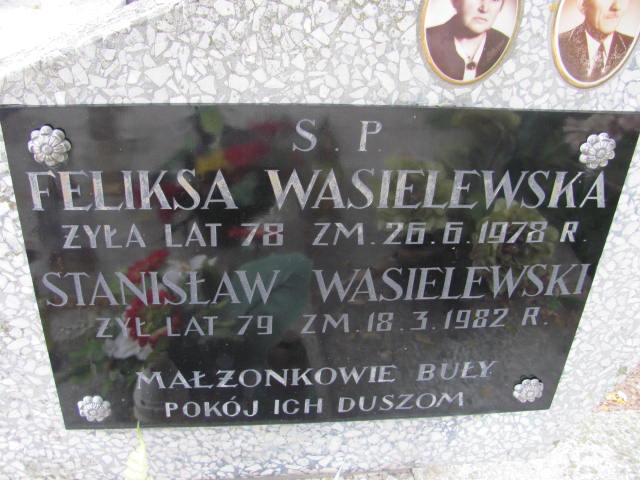 S. P.
FELIKSA WASIELEWSKA
ŻYŁA LAT 78 ZM. 26.6.1978 R.
STANISŁAW WASIELEWSKI
ŻYŁ LAT 79 ZM. 18.3.1982 R.
MAŁŻONKOWIE BUŁY
POKÓJ ICH DUSZOM